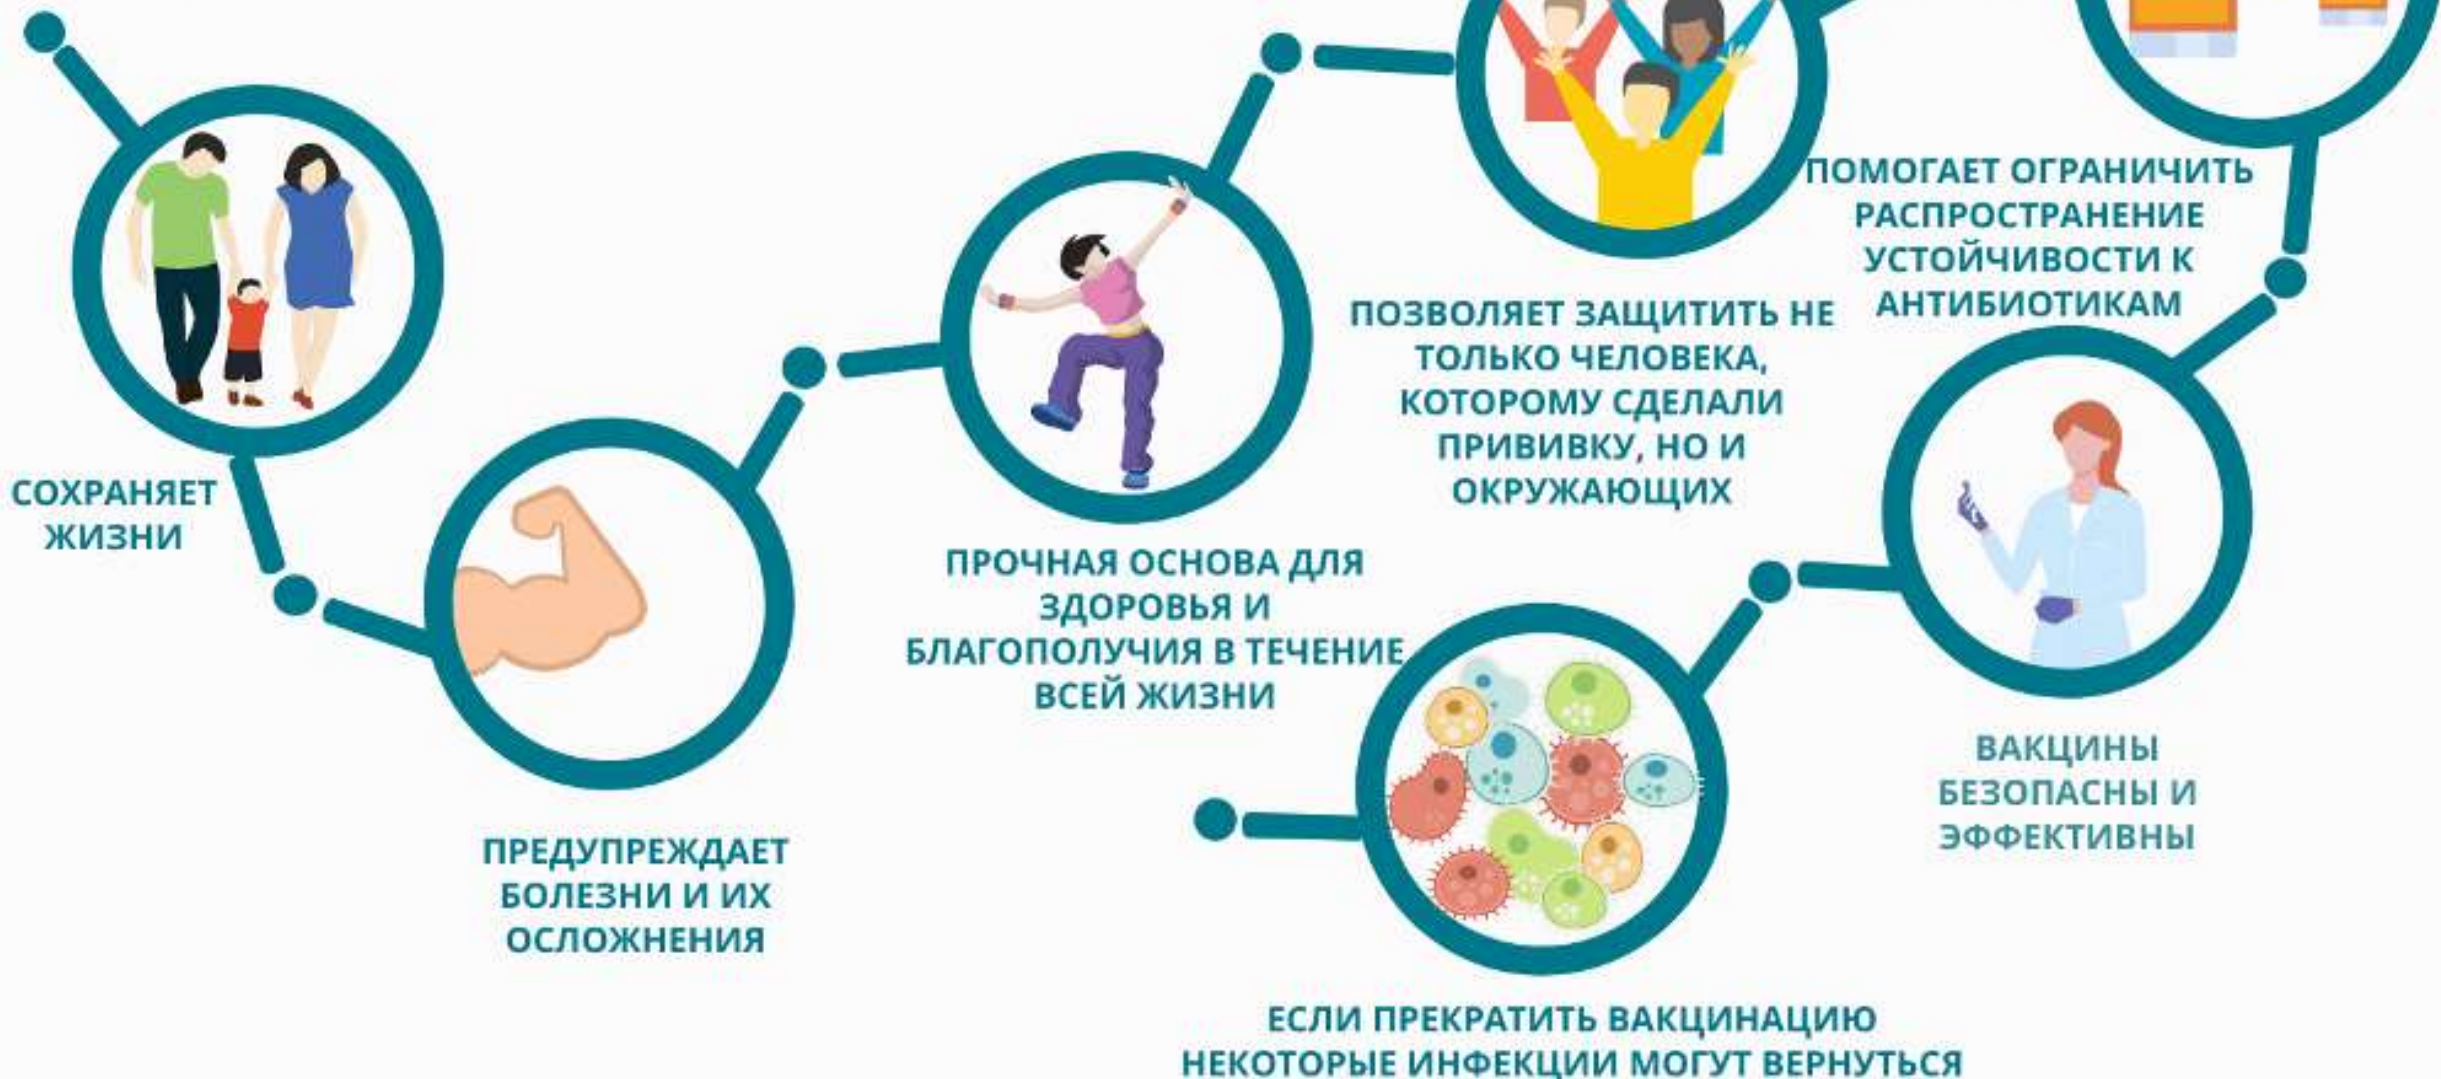 СОХРАНЯЕТ
ЖИЗНИ
ПРЕДУПРЕЖДАЕТ
БОЛЕЗНИ И ИХ
ОСЛОЖНЕНИЯ
ПРОЧНАЯ ОСНОВА ДЛЯ
ЗДОРОВЬЯ И
БЛАГОПОЛУЧИЯ В ТЕЧЕНИЕ
ВСЕЙ ЖИЗНИ
ПОЗВОЛЯЕТ ЗАЩИТИТЬ НЕ
ТОЛЬКО ЧЕЛОВЕКА,
КОТОРОМУ СДЕЛАЛИ
ПРИВИВКУ, НО И
ОКРУЖАЮЩИХ
ПОМОГАЕТ ОГРАНИЧИТЬ
РАСПРОСТРАНЕНИЕ
УСТОЙЧИВОСТИ К
АНТИБИОТИКАМ
ВАКЦИНЫ
БЕЗОПАСНЫ И
ЭФФЕКТИВНЫ
ЕСЛИ ПРЕКРАТИТЬ ВАКЦИНАЦИЮ
НЕКОТОРЫЕ ИНФЕКЦИИ МОГУТ ВЕРНУТЬСЯ